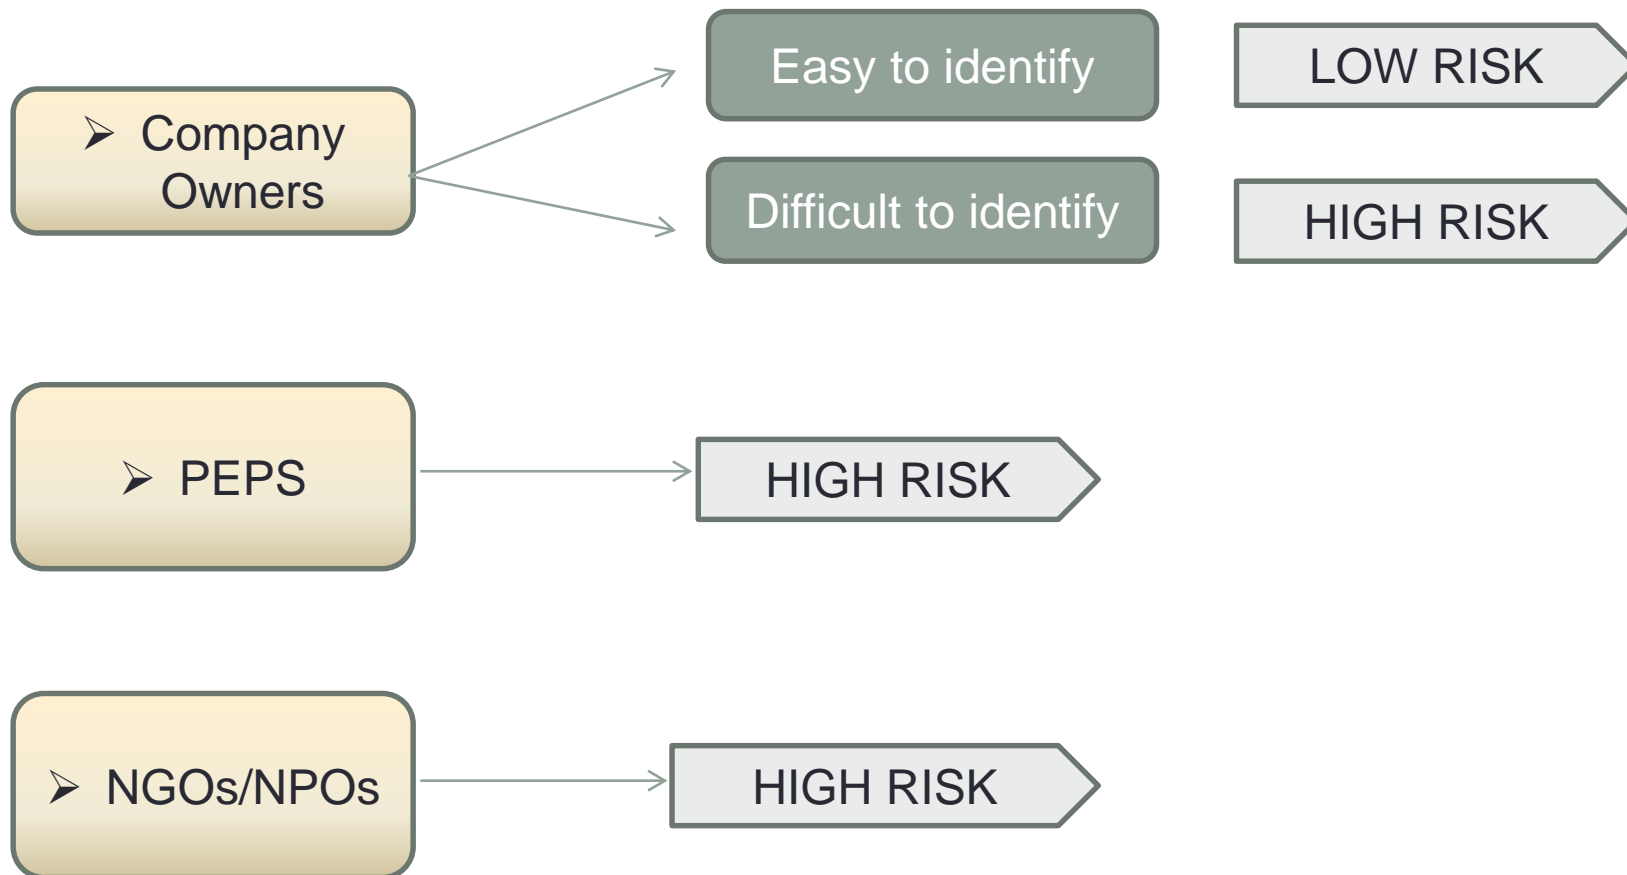 Easy to identify
LOW RISK
➢ Company
Owners
Difficult to identify
HIGH RISK
➢ PEPS
HIGH RISK
➢ NGOs/NPOs
HIGH RISK